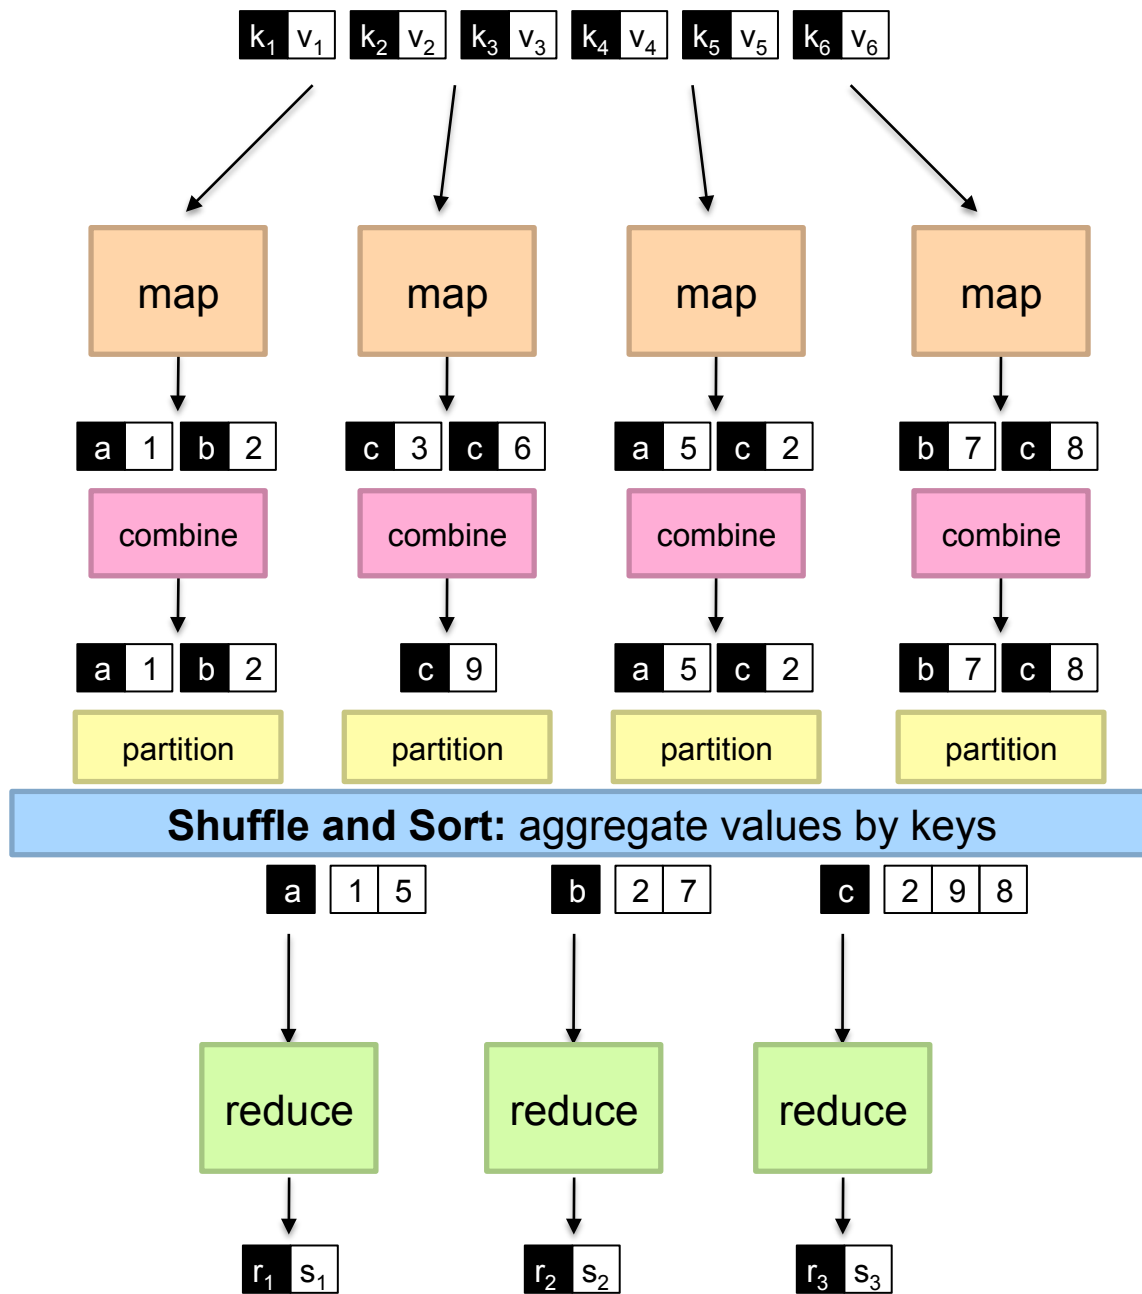 k₁ v₁ k₂ v₂ k₃ v₃ k₄ v₄ k₅ v₅ k₆ v₆
map map map map
a 1 b 2 c 3 c 6 a 5 c 2 b 7 c 8
combine combine combine combine
a 1 b 2 c 9 a 5 c 2 b 7 c 8
partition partition partition partition
Shuffle and Sort: aggregate values by keys
a 1 5 b 2 7 c 2 9 8
reduce reduce reduce
r₁ s₁ r₂ s₂ r₃ s₃